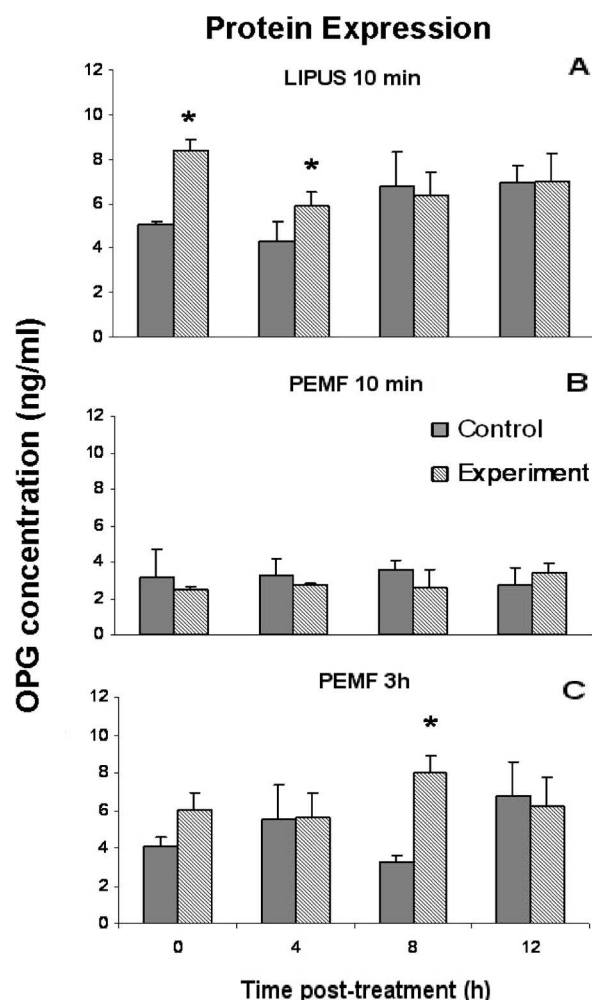 Protein Expression
A
LIPUS 10 min
12
10
8
6
4
2
0
*
*
OPG concentration (ng/ml)
B
PEMF 10 min
12
10
8
6
4
2
0
Control
Experiment
C
PEMF 3h
12
10
8
6
4
2
0
*
0 4 8 12
Time post-treatment (h)